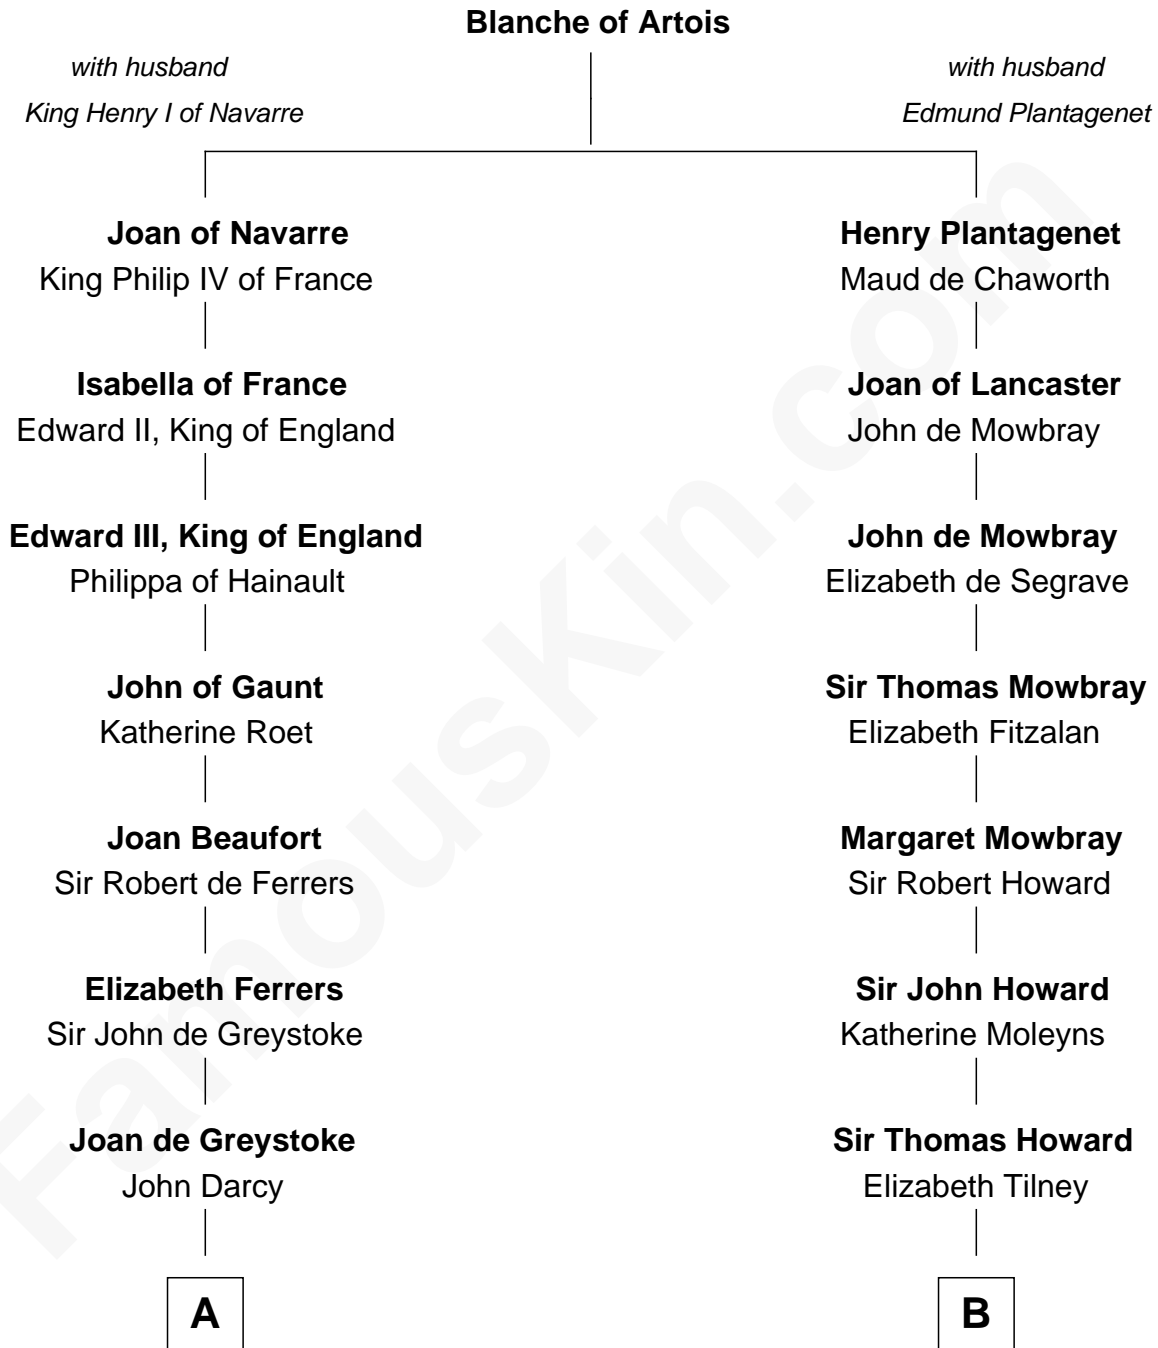 Blanche of Artois
with husband
King Henry I of Navarre
with husband
Edmund Plantagenet
Joan of Navarre
King Philip IV of France
Henry Plantagenet
Maud de Chaworth
Isabella of France
Edward II, King of England
Joan of Lancaster
John de Mowbray
Edward III, King of England
Philippa of Hainault
John de Mowbray
Elizabeth de Segrave
John of Gaunt
Katherine Roet
Sir Thomas Mowbray
Elizabeth Fitzalan
Joan Beaufort
Sir Robert de Ferrers
Margaret Mowbray
Sir Robert Howard
Elizabeth Ferrers
Sir John de Greystoke
Sir John Howard
Katherine Moleyns
Joan de Greystoke
John Darcy
Sir Thomas Howard
Elizabeth Tilney
A
B
FamousKin.com